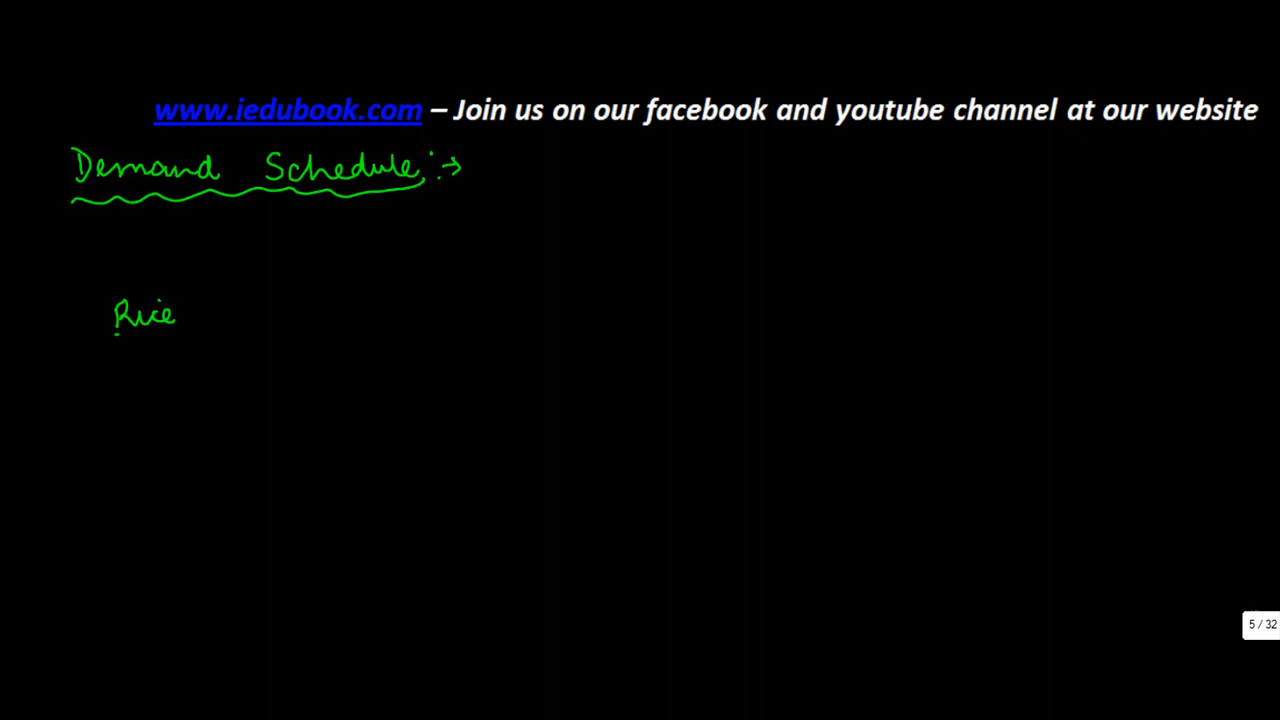 www.iedubook.com – Join us on our facebook and youtube channel at our website
Demand Schedule :->
Rice
5 / 32